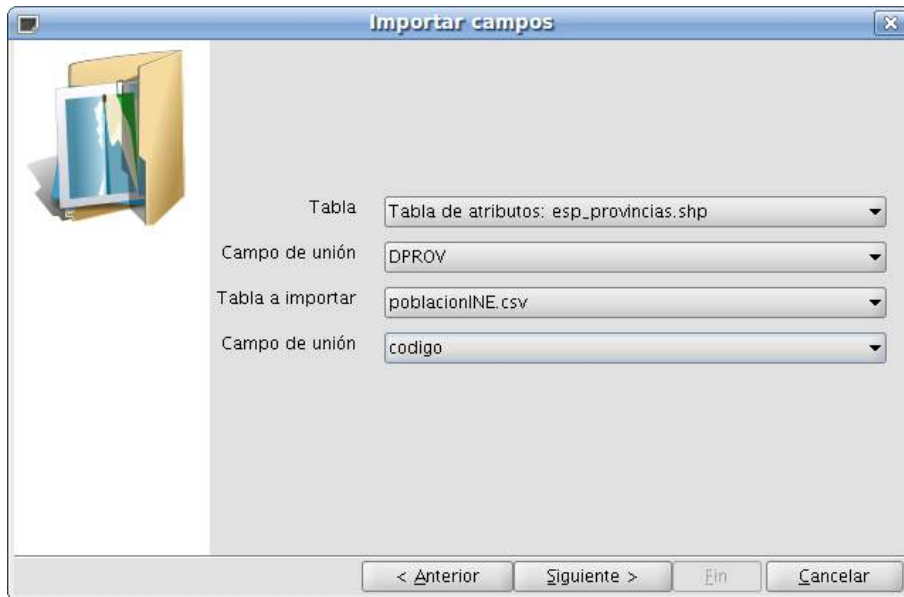 Importar campos
Tabla Tabla de atributos: esp_provincias.shp
Campo de unión DPROV
Tabla a importar poblacionINE.csv
Campo de unión codigo
< Anterior Siguiente > Fin Cancelar